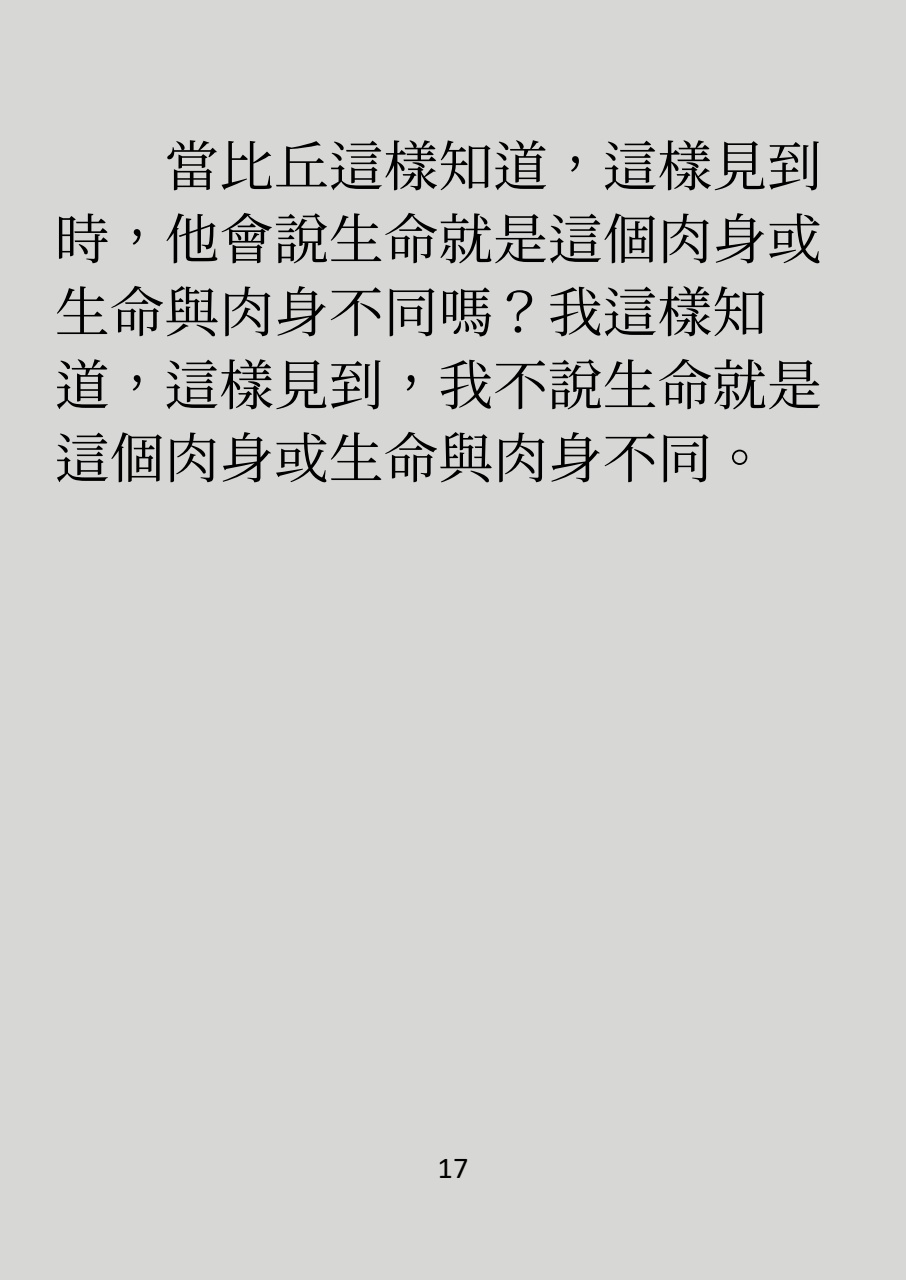 當比丘這樣知道，這樣見到
時，他會說生命就是這個肉身或
生命與肉身不同嗎？我這樣知
道，這樣見到，我不說生命就是
這個肉身或生命與肉身不同。
17